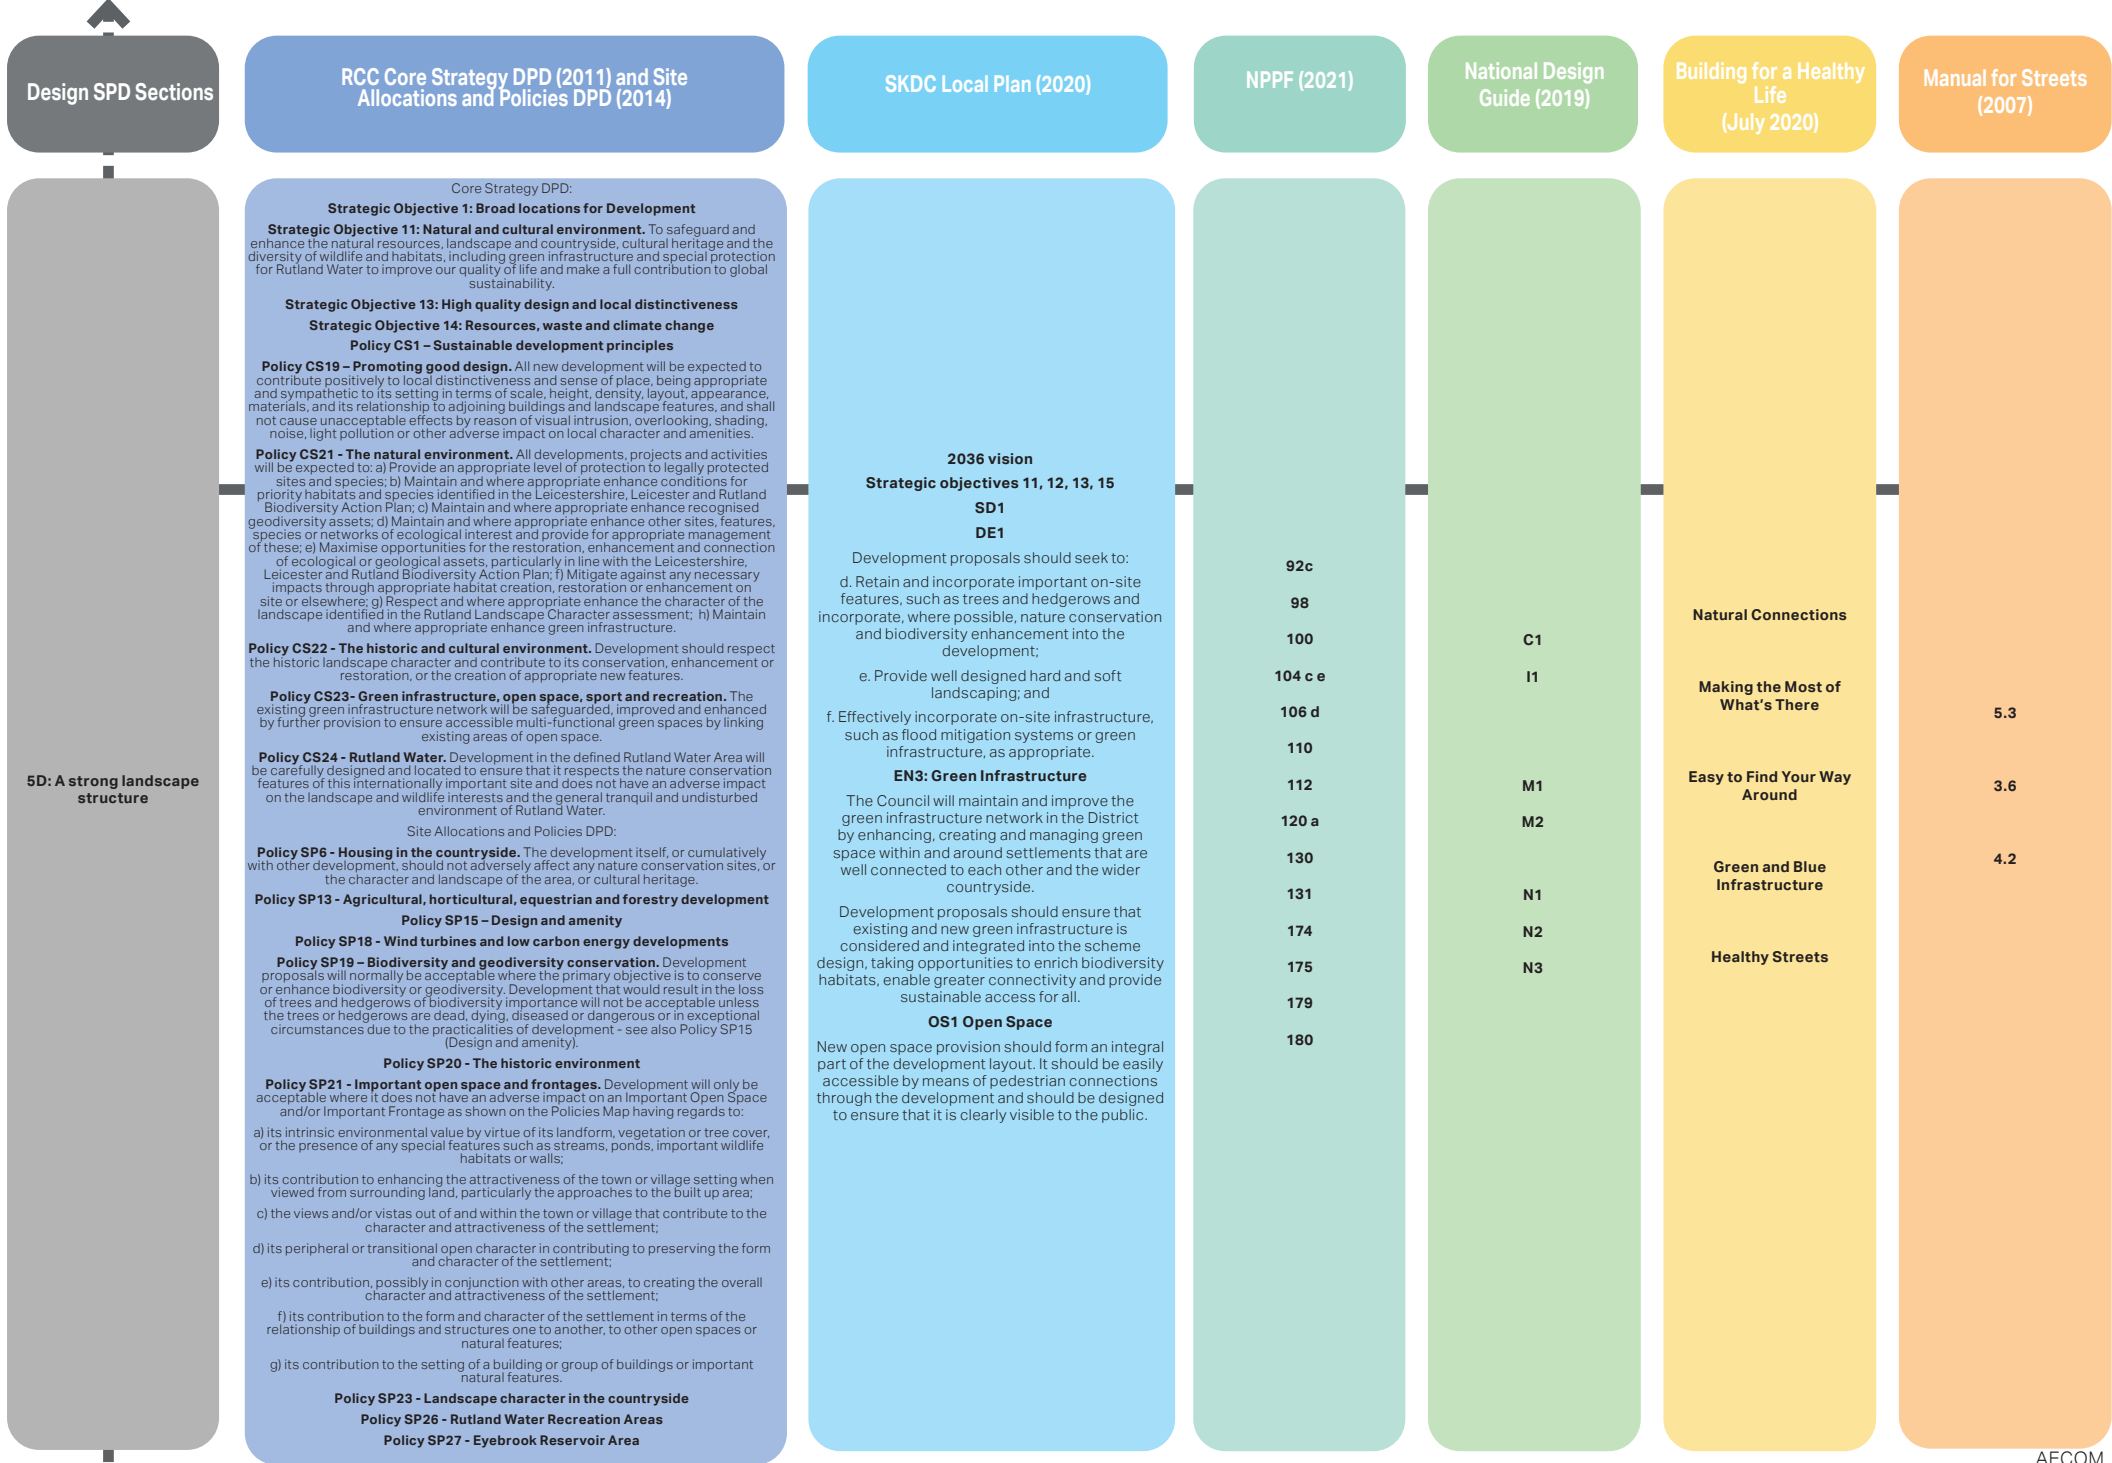 Design SPD Sections
RCC Core Strategy DPD (2011) and Site
Allocations and Policies DPD (2014)
SKDC Local Plan (2020)
NPPF (2021)
National Design
Guide (2019)
Building for a Healthy
Life
(July 2020)
Manual for Streets
(2007)
5D: A strong landscape
structure
Core Strategy DPD:
Strategic Objective 1: Broad locations for Development
Strategic Objective 11: Natural and cultural environment. To safeguard and
enhance the natural resources, landscape and countryside, cultural heritage and the
diversity of wildlife and habitats, including green infrastructure and special protection
for Rutland Water to improve our quality of life and make a full contribution to global
sustainability.
Strategic Objective 13: High quality design and local distinctiveness
Strategic Objective 14: Resources, waste and climate change
Policy CS1 – Sustainable development principles
Policy CS19 – Promoting good design. All new development will be expected to
contribute positively to local distinctiveness and sense of place, being appropriate
and sympathetic to its setting in terms of scale, height, density, layout, appearance,
materials, and its relationship to adjoining buildings and landscape features, and shall
not cause unacceptable effects by reason of visual intrusion, overlooking, shading,
noise, light pollution or other adverse impact on local character and amenities.
Policy CS21 - The natural environment. All developments, projects and activities
will be expected to: a) Provide an appropriate level of protection to legally protected
sites and species; b) Maintain and where appropriate enhance conditions for
priority habitats and species identified in the Leicestershire, Leicester and Rutland
Biodiversity Action Plan; c) Maintain and where appropriate enhance recognised
geodiversity assets; d) Maintain and where appropriate enhance other sites, features,
species or networks of ecological interest and provide for appropriate management
of these; e) Maximise opportunities for the restoration, enhancement and connection
of ecological or geological assets, particularly in line with the Leicestershire,
Leicester and Rutland Biodiversity Action Plan; f) Mitigate against any necessary
impacts through appropriate habitat creation, restoration or enhancement on
site or elsewhere; g) Respect and where appropriate enhance the character of the
landscape identified in the Rutland Landscape Character assessment; h) Maintain
and where appropriate enhance green infrastructure.
Policy CS22 - The historic and cultural environment. Development should respect
the historic landscape character and contribute to its conservation, enhancement or
restoration, or the creation of appropriate new features.
Policy CS23- Green infrastructure, open space, sport and recreation. The
existing green infrastructure network will be safeguarded, improved and enhanced
by further provision to ensure accessible multi-functional green spaces by linking
existing areas of open space.
Policy CS24 - Rutland Water. Development in the defined Rutland Water Area will
be carefully designed and located to ensure that it respects the nature conservation
features of this internationally important site and does not have an adverse impact
on the landscape and wildlife interests and the general tranquil and undisturbed
environment of Rutland Water.
Site Allocations and Policies DPD:
Policy SP6 - Housing in the countryside. The development itself, or cumulatively
with other development, should not adversely affect any nature conservation sites, or
the character and landscape of the area, or cultural heritage.
Policy SP13 - Agricultural, horticultural, equestrian and forestry development
Policy SP15 – Design and amenity
Policy SP18 - Wind turbines and low carbon energy developments
Policy SP19 – Biodiversity and geodiversity conservation. Development
proposals will normally be acceptable where the primary objective is to conserve
or enhance biodiversity or geodiversity. Development that would result in the loss
of trees and hedgerows of biodiversity importance will not be acceptable unless
the trees or hedgerows are dead, dying, diseased or dangerous or in exceptional
circumstances due to the practicalities of development - see also Policy SP15
(Design and amenity).
Policy SP20 - The historic environment
Policy SP21 - Important open space and frontages. Development will only be
acceptable where it does not have an adverse impact on an Important Open Space
and/or Important Frontage as shown on the Policies Map having regards to:
a) its intrinsic environmental value by virtue of its landform, vegetation or tree cover,
or the presence of any special features such as streams, ponds, important wildlife
habitats or walls;
b) its contribution to enhancing the attractiveness of the town or village setting when
viewed from surrounding land, particularly the approaches to the built up area;
c) the views and/or vistas out of and within the town or village that contribute to the
character and attractiveness of the settlement;
d) its peripheral or transitional open character in contributing to preserving the form
and character of the settlement;
e) its contribution, possibly in conjunction with other areas, to creating the overall
character and attractiveness of the settlement;
f) its contribution to the form and character of the settlement in terms of the
relationship of buildings and structures one to another, to other open spaces or
natural features;
g) its contribution to the setting of a building or group of buildings or important
natural features.
Policy SP23 - Landscape character in the countryside
Policy SP26 - Rutland Water Recreation Areas
Policy SP27 - Eyebrook Reservoir Area
2036 vision
Strategic objectives 11, 12, 13, 15
SD1
DE1
Development proposals should seek to:
d. Retain and incorporate important on-site
features, such as trees and hedgerows and
incorporate, where possible, nature conservation
and biodiversity enhancement into the
development;
e. Provide well designed hard and soft
landscaping; and
f. Effectively incorporate on-site infrastructure,
such as flood mitigation systems or green
infrastructure, as appropriate.
EN3: Green Infrastructure
The Council will maintain and improve the
green infrastructure network in the District
by enhancing, creating and managing green
space within and around settlements that are
well connected to each other and the wider
countryside.
Development proposals should ensure that
existing and new green infrastructure is
considered and integrated into the scheme
design, taking opportunities to enrich biodiversity
habitats, enable greater connectivity and provide
sustainable access for all.
OS1 Open Space
New open space provision should form an integral
part of the development layout. It should be easily
accessible by means of pedestrian connections
through the development and should be designed
to ensure that it is clearly visible to the public.
92c
98
100
104 c e
106 d
110
112
120 a
130
131
174
175
179
180
C1
I1
M1
M2
N1
N2
N3
Natural Connections
Making the Most of
What's There
Easy to Find Your Way
Around
Green and Blue
Infrastructure
Healthy Streets
5.3
3.6
4.2
AECOM